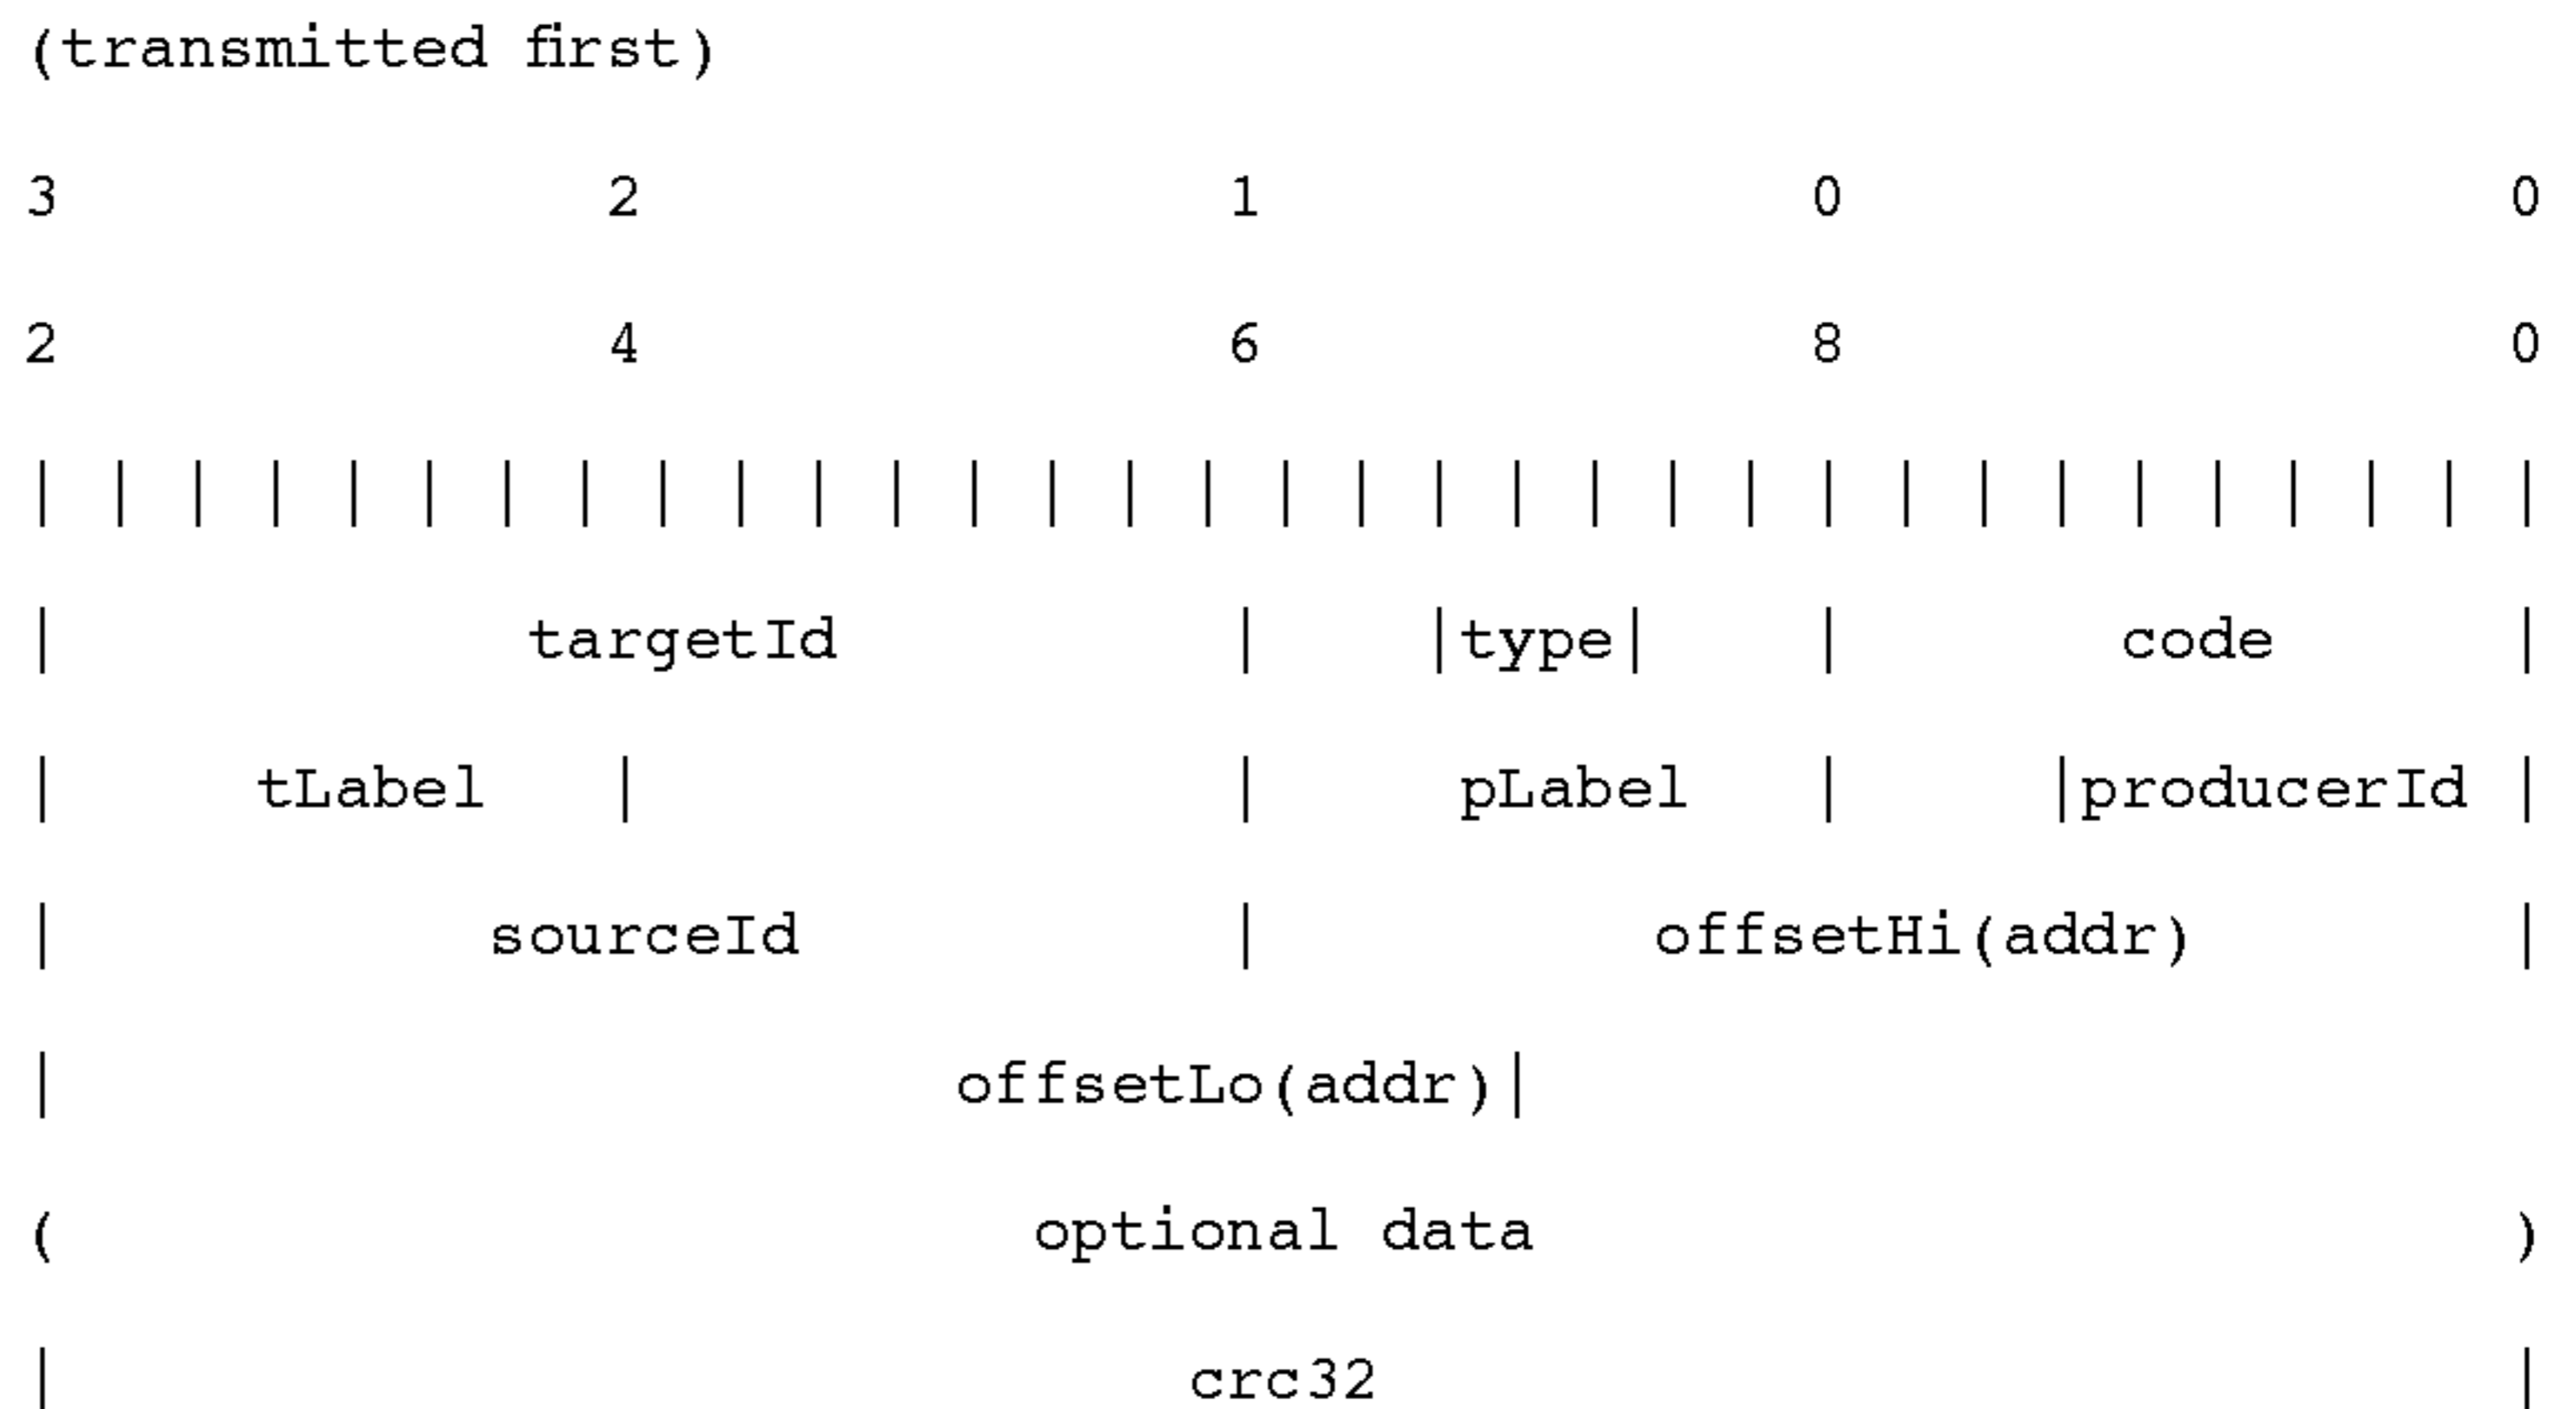 (transmitted first)
3 2 1 0 0
2 4 6 8 0
| | | | | | | | | | | | | | | | | | | | | | | | | | | | | | | | |
| targetId | |type| | code |
| tLabel | | pLabel | |producerId |
| sourceId | offsetHi(addr) |
| offsetLo(addr)|
( optional data )
| crc32 |